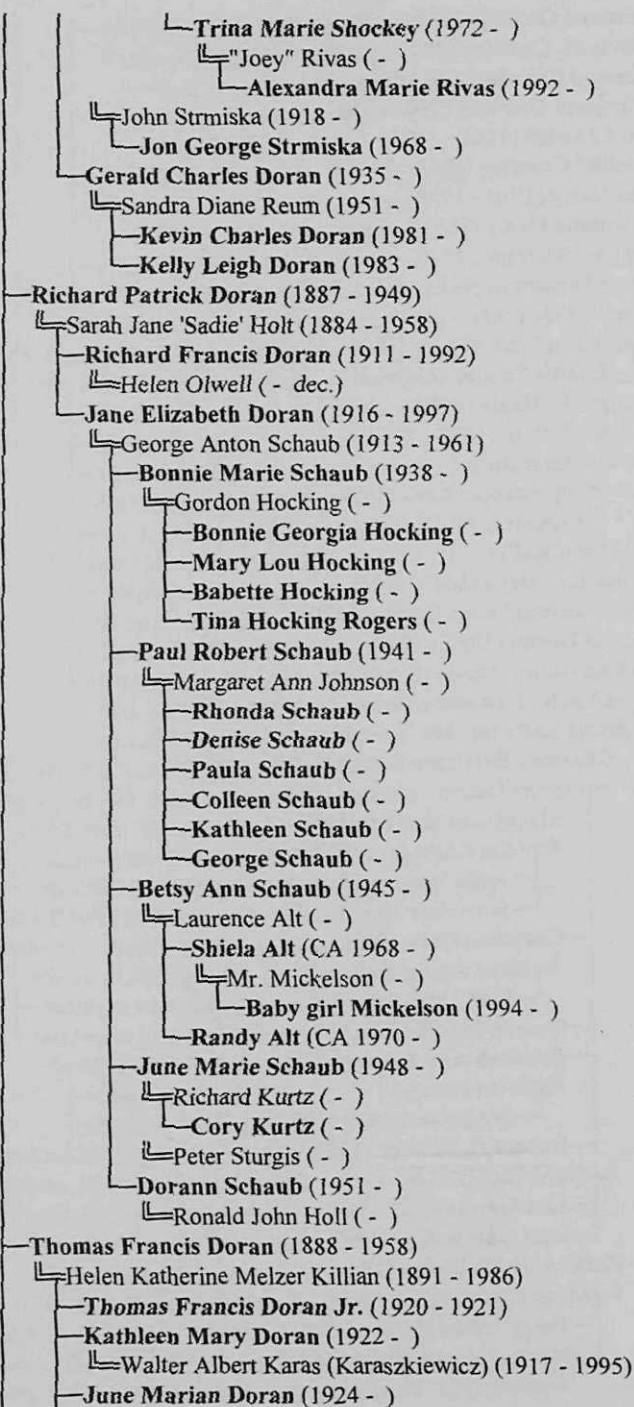 Trina Marie Shockey (1972 - )
"Joey" Rivas ( - )
Alexandra Marie Rivas (1992 - )
John Strmiska (1918 - )
Jon George Strmiska (1968 - )
Gerald Charles Doran (1935 - )
Sandra Diane Reum (1951 - )
Kevin Charles Doran (1981 - )
Kelly Leigh Doran (1983 - )
Richard Patrick Doran (1887 - 1949)
Sarah Jane 'Sadie' Holt (1884 - 1958)
Richard Francis Doran (1911 - 1992)
Helen Olwell ( - dec.)
Jane Elizabeth Doran (1916 - 1997)
George Anton Schaub (1913 - 1961)
Bonnie Marie Schaub (1938 - )
Gordon Hocking ( - )
Bonnie Georgia Hocking ( - )
Mary Lou Hocking ( - )
Babette Hocking ( - )
Tina Hocking Rogers ( - )
Paul Robert Schaub (1941 - )
Margaret Ann Johnson ( - )
Rhonda Schaub ( - )
Denise Schaub ( - )
Paula Schaub ( - )
Colleen Schaub ( - )
Kathleen Schaub ( - )
George Schaub ( - )
Betsy Ann Schaub (1945 - )
Laurence Alt ( - )
Shiela Alt (CA 1968 - )
Mr. Mickelson ( - )
Baby girl Mickelson (1994 - )
Randy Alt (CA 1970 - )
June Marie Schaub (1948 - )
Richard Kurtz ( - )
Cory Kurtz ( - )
Peter Sturgis ( - )
Dorann Schaub (1951 - )
Ronald John Holl ( - )
Thomas Francis Doran (1888 - 1958)
Helen Katherine Melzer Killian (1891 - 1986)
Thomas Francis Doran Jr. (1920 - 1921)
Kathleen Mary Doran (1922 - )
Walter Albert Karas (Karaszkiewicz) (1917 - 1995)
June Marian Doran (1924 - )